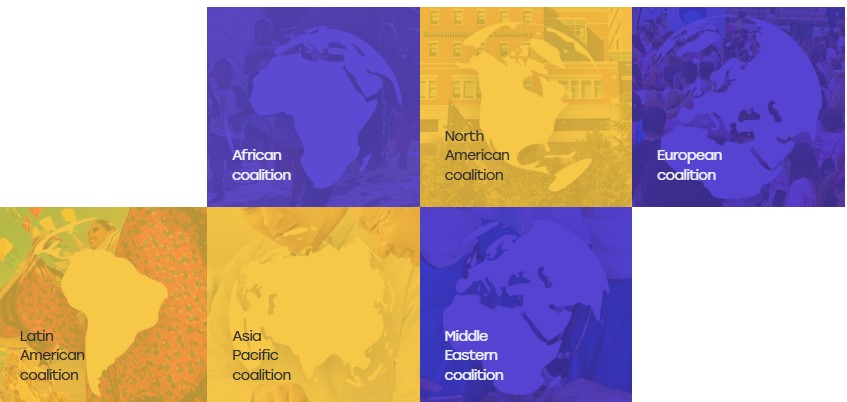 African
coalition
North
American
coalition
European
coalition
Latin
American
coalition
Asia
Pacific
coalition
Middle
Eastern
coalition